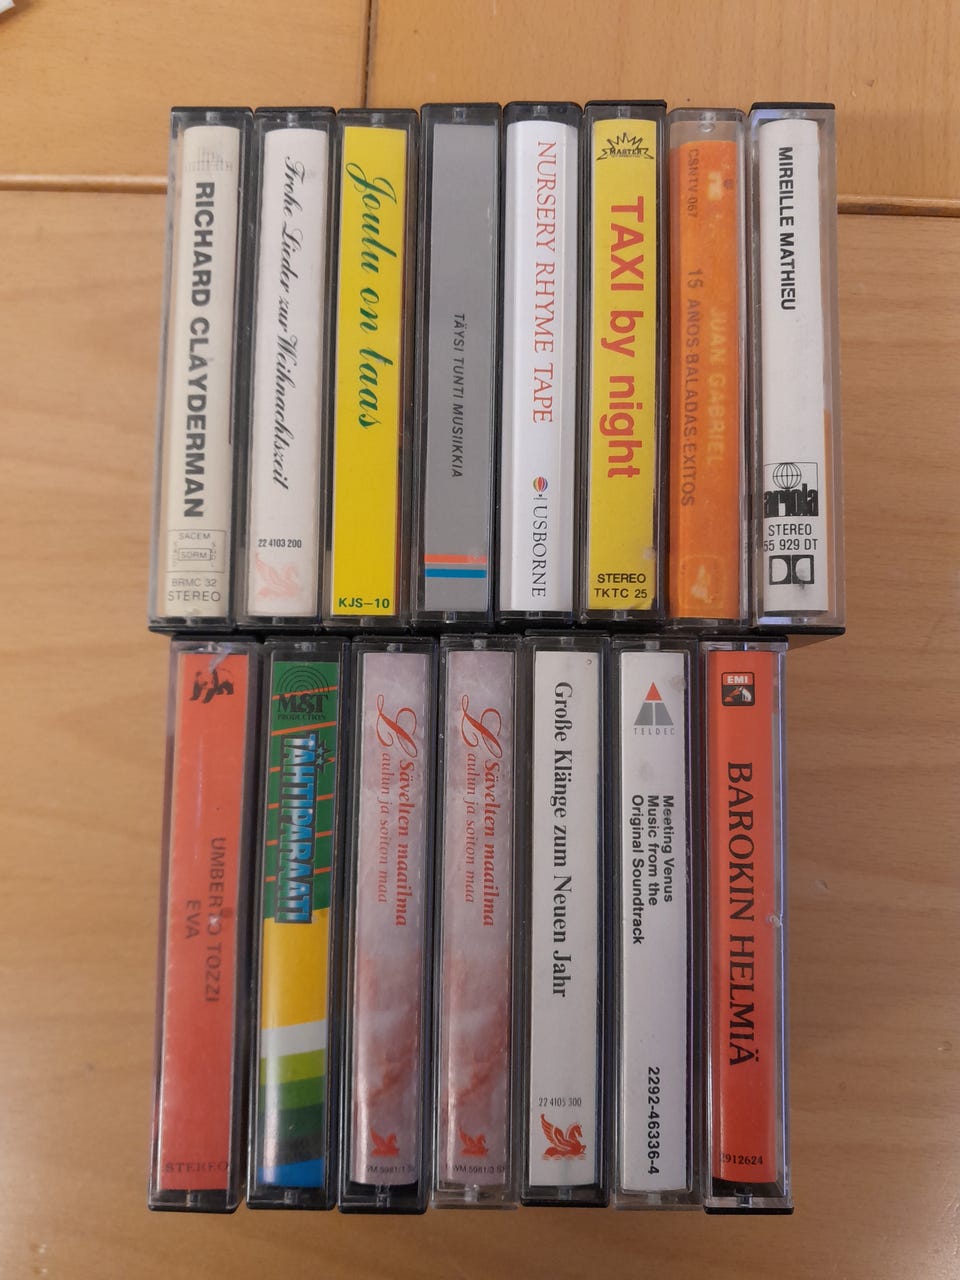 RICHARD CLAYDERMAN
SACEM
SDRM
BRMC 32
STEREO
Frohe Lieder zur Weihnachtszeit
22 4103 200
Joulu on taas
KJS-10
TÄYSI TUNTI MUSIIKKIA
NURSERY RHYME TAPE
USBORNE
MASTER
TAXI by night
STEREO
TKTC 25
CSNTV-067
JUAN GABRIEL
15 AÑOS·BALADAS·EXITOS
MIREILLE MATHIEU
ariola
STEREO
55 929 DT
UMBERTO TOZZI
EVA
STEREO
M&T
PRODUCTION
TÄHTIPARAATI
Sävelten maailma
Laulun ja soiton maa
Sävelten maailma
Laulun ja soiton maa
Große Klänge zum Neuen Jahr
22 4105 300
TELDEC
Meeting Venus
Music from the
Original Soundtrack
2292-46336-4
EMI
BAROKIN HELMIÄ
2912624